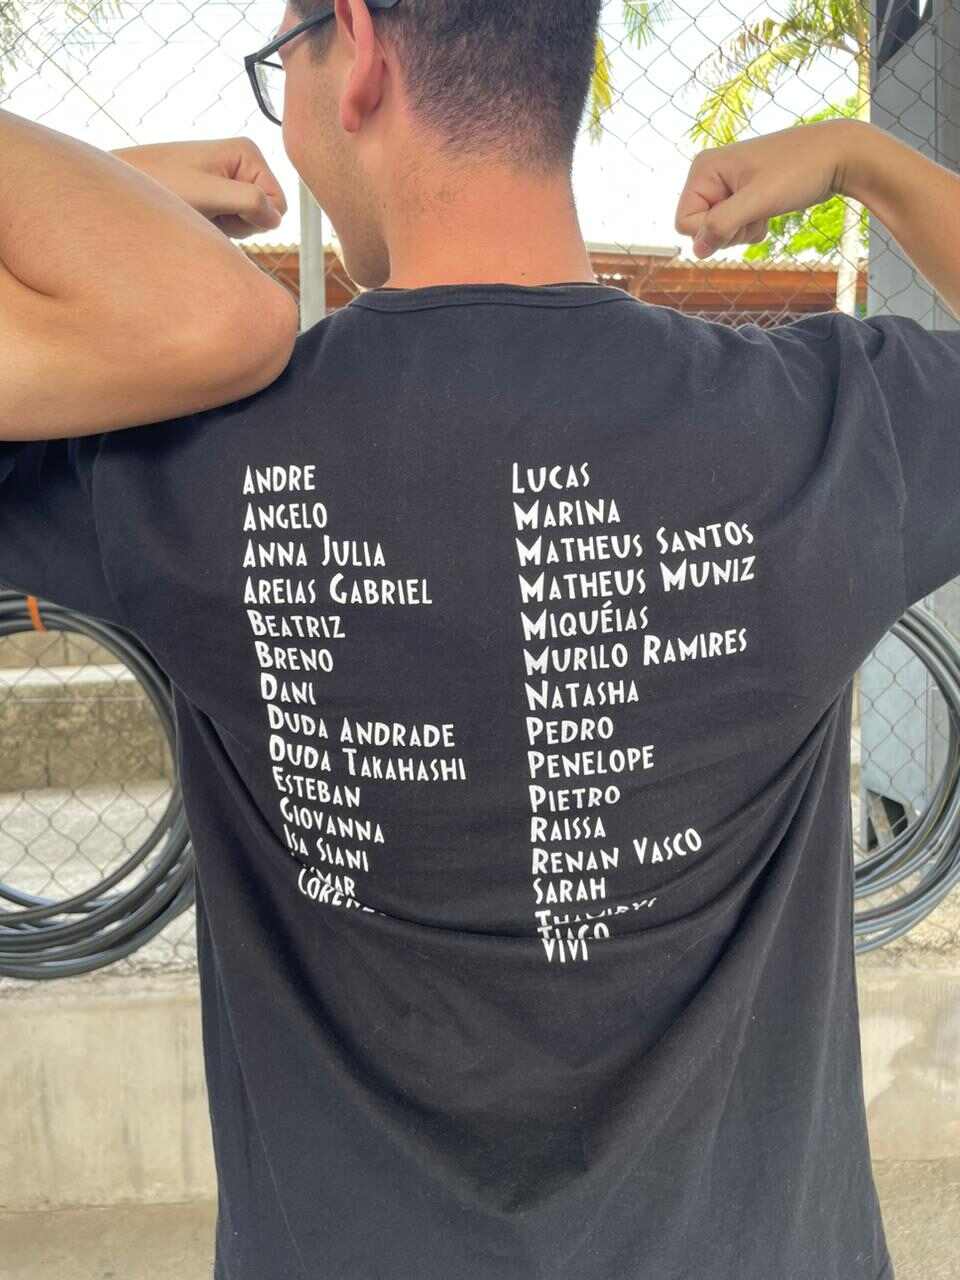 Andre
Angelo
Anna Julia
Areias Gabriel
Beatriz
Breno
Dani
Duda Andrade
Duda Takahashi
Esteban
Giovanna
Isa Siani
Lucas
Marina
Matheus Santos
Matheus Muniz
Miquéias
Murilo Ramires
Natasha
Pedro
Penelope
Pietro
Raissa
Renan Vasco
Sarah
Tiago
Vivi